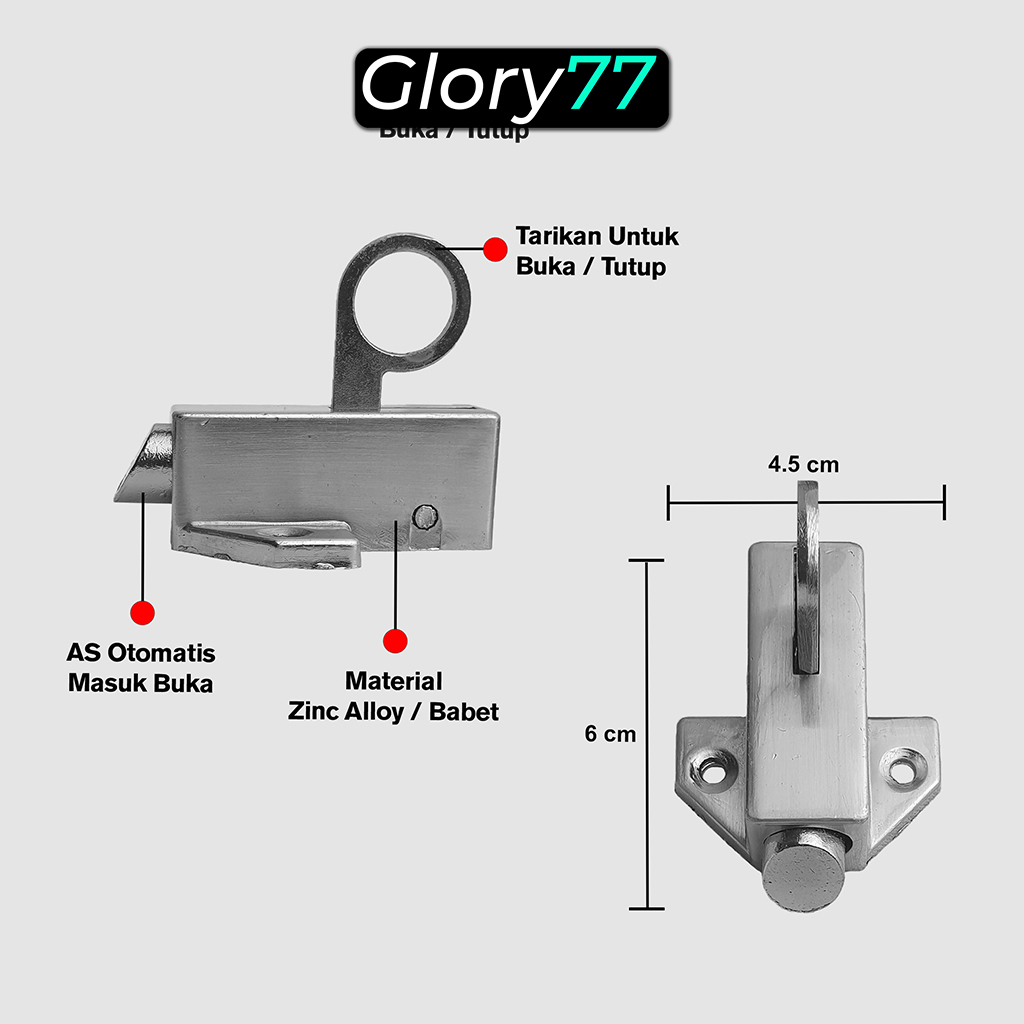 Glory77
Buka / Tutup
Tarikan Untuk
Buka / Tutup
4.5 cm
AS Otomatis
Masuk Buka
Material
Zinc Alloy / Babet
6 cm